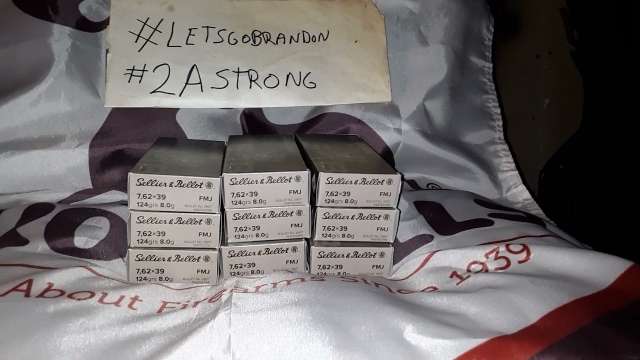 #LETSGOBRANDON
#2ASTRONG
Sellier & Bellot
7,62×39 FMJ
124grs 8.0g
Sellier & Bellot
7,62×39 FMJ
124grs 8.0g
Sellier & Bellot
7,62×39 FMJ
124grs 8.0g
Sellier & Bellot
7,62×39 FMJ
124grs 8.0g
Sellier & Bellot
7,62×39 FMJ
124grs 8.0g
Sellier & Bellot
7,62×39 FMJ
124grs 8.0g
Sellier & Bellot
7,62×39 FMJ
124grs 8.0g
Sellier & Bellot
7,62×39 FMJ
124grs 8.0g
Sellier & Bellot
7,62×39 FMJ
124grs 8.0g
About Firearms Since 1939